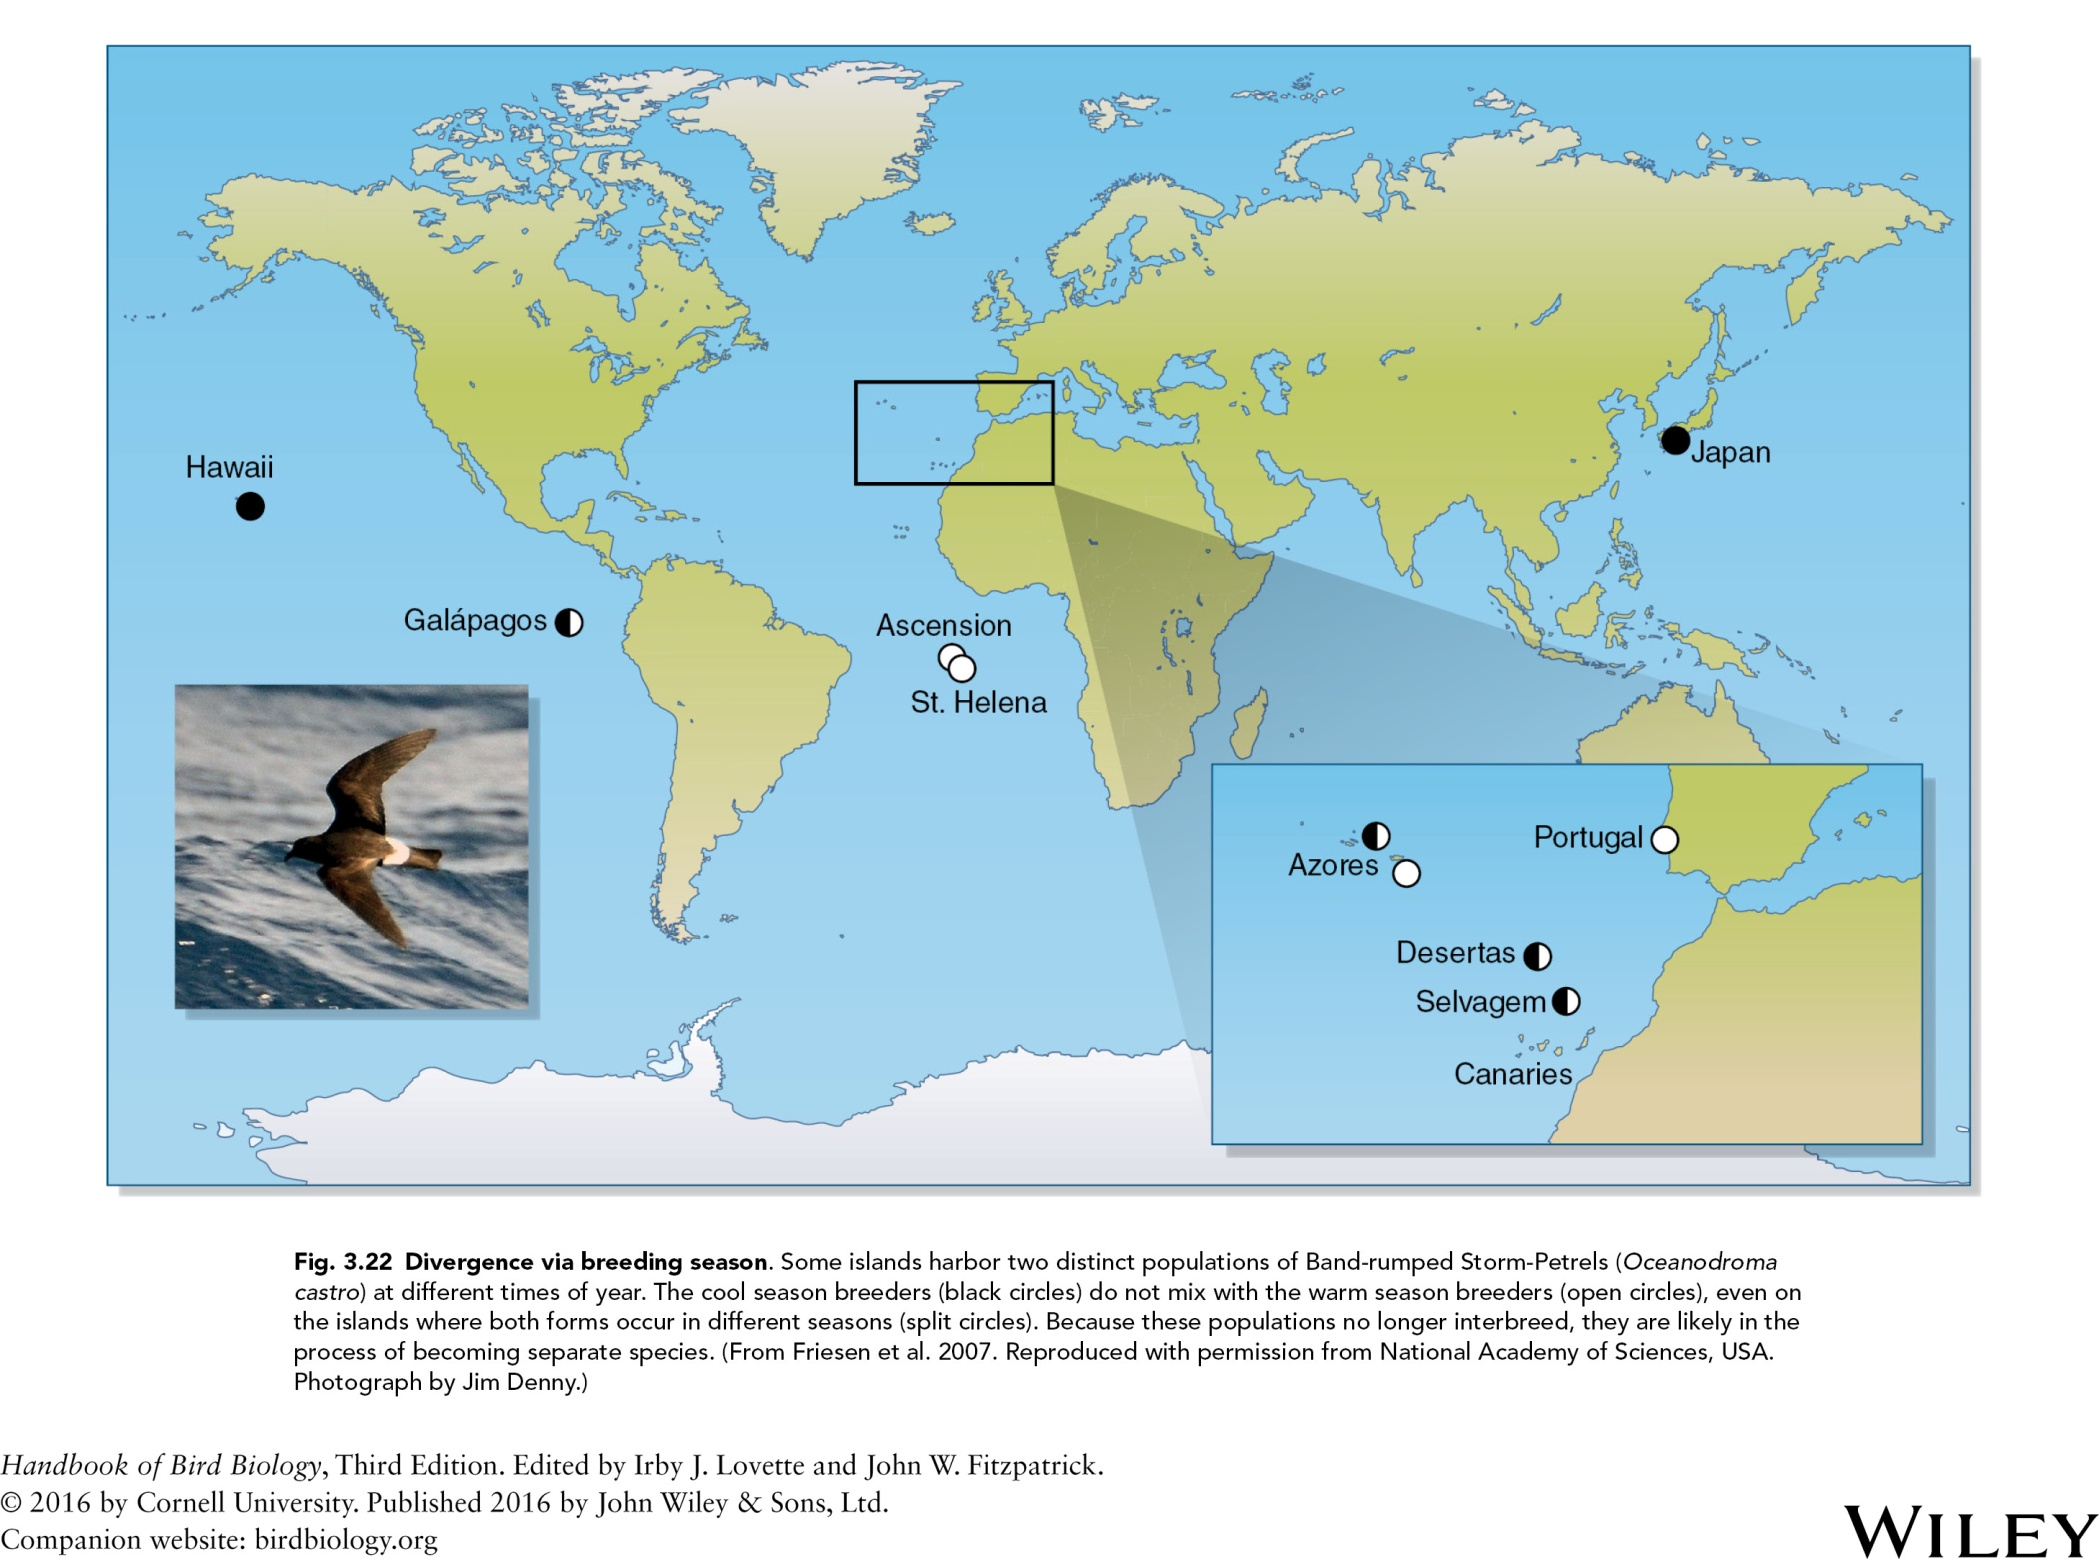 Hawaii
Japan
Galápagos
Ascension
St. Helena
Portugal
Azores
Desertas
Selvagem
Canaries
Fig. 3.22 Divergence via breeding season. Some islands harbor two distinct populations of Band-rumped Storm-Petrels (Oceanodroma
castro) at different times of year. The cool season breeders (black circles) do not mix with the warm season breeders (open circles), even on
the islands where both forms occur in different seasons (split circles). Because these populations no longer interbreed, they are likely in the
process of becoming separate species. (From Friesen et al. 2007. Reproduced with permission from National Academy of Sciences, USA.
Photograph by Jim Denny.)
Handbook of Bird Biology, Third Edition. Edited by Irby J. Lovette and John W. Fitzpatrick.
© 2016 by Cornell University. Published 2016 by John Wiley & Sons, Ltd.
Companion website: birdbiology.org
WILEY